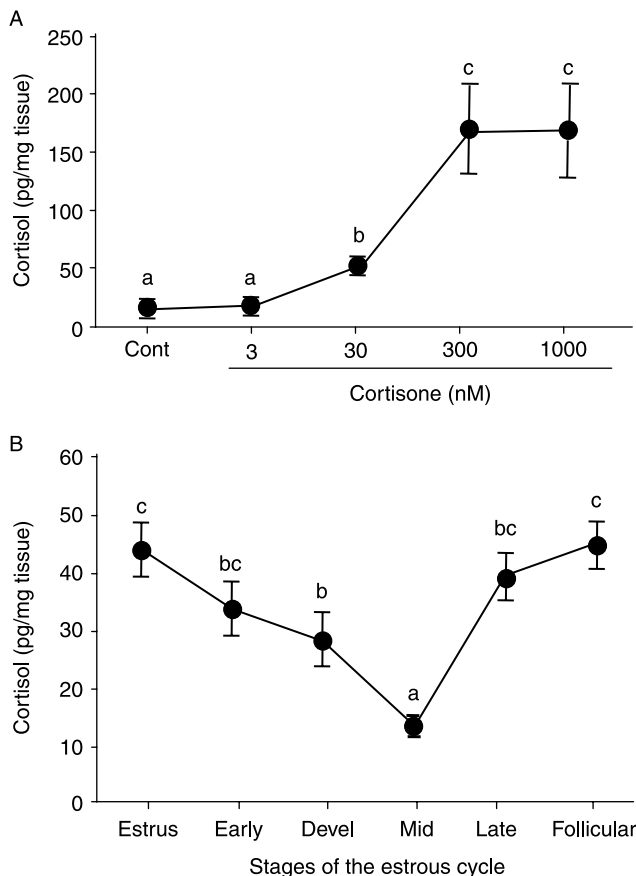 A
250
200
150
100
50
0
Cortisol (pg/mg tissue)
a a b c c
Cont 3 30 300 1000
Cortisone (nM)
B
60
50
40
30
20
10
0
Cortisol (pg/mg tissue)
c bc b a bc c
Estrus Early Devel Mid Late Follicular
Stages of the estrous cycle